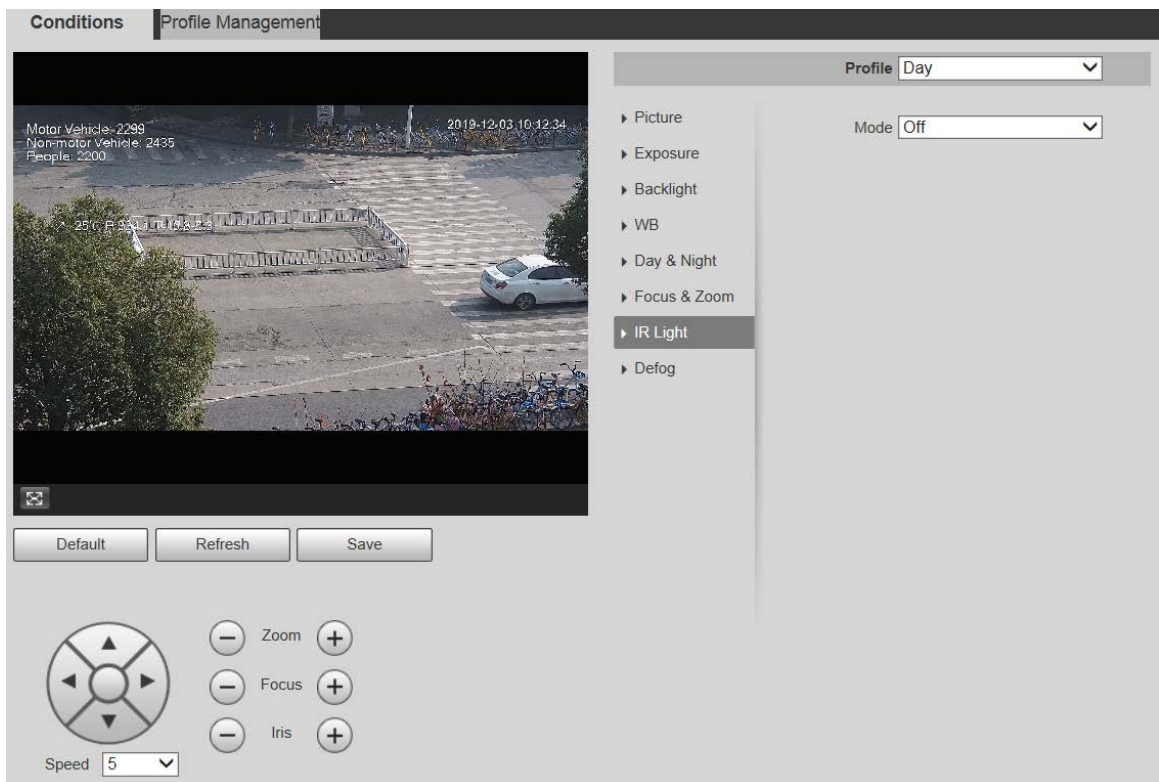 Conditions Profile Management
Profile Day
Motor Vehicle: 2299 2019-12-03 10:12:34
Non-motor Vehicle: 2435
People: 2200
Picture
Mode Off
Exposure
Backlight
WB
Day & Night
Focus & Zoom
IR Light
Defog
Default Refresh Save
Zoom
Focus
Iris
Speed 5